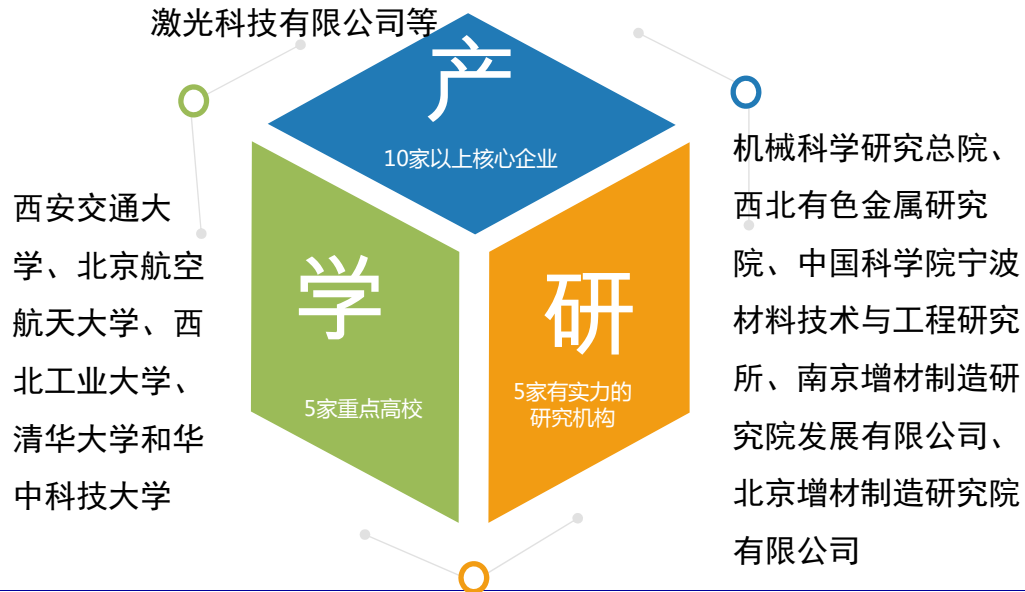 激光科技有限公司等
产
10家以上核心企业
西安交通大
学、北京航空
航天大学、西
北工业大学、
清华大学和华
中科技大学
学
5家重点高校
研
5家有实力的
研究机构
机械科学研究总院、
西北有色金属研究
院、中国科学院宁波
材料技术与工程研究
所、南京增材制造研
究院发展有限公司、
北京增材制造研究院
有限公司